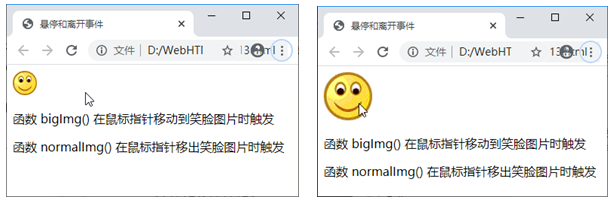 悬停和离开事件
文件 | D:/WebHTI
函数 bigImg() 在鼠标指针移动到笑脸图片时触发
函数 normalImg() 在鼠标指针移出笑脸图片时触发
悬停和离开事件
文件 | D:/WebHT
函数 bigImg() 在鼠标指针移动到笑脸图片时触发
函数 normalImg() 在鼠标指针移出笑脸图片时触发